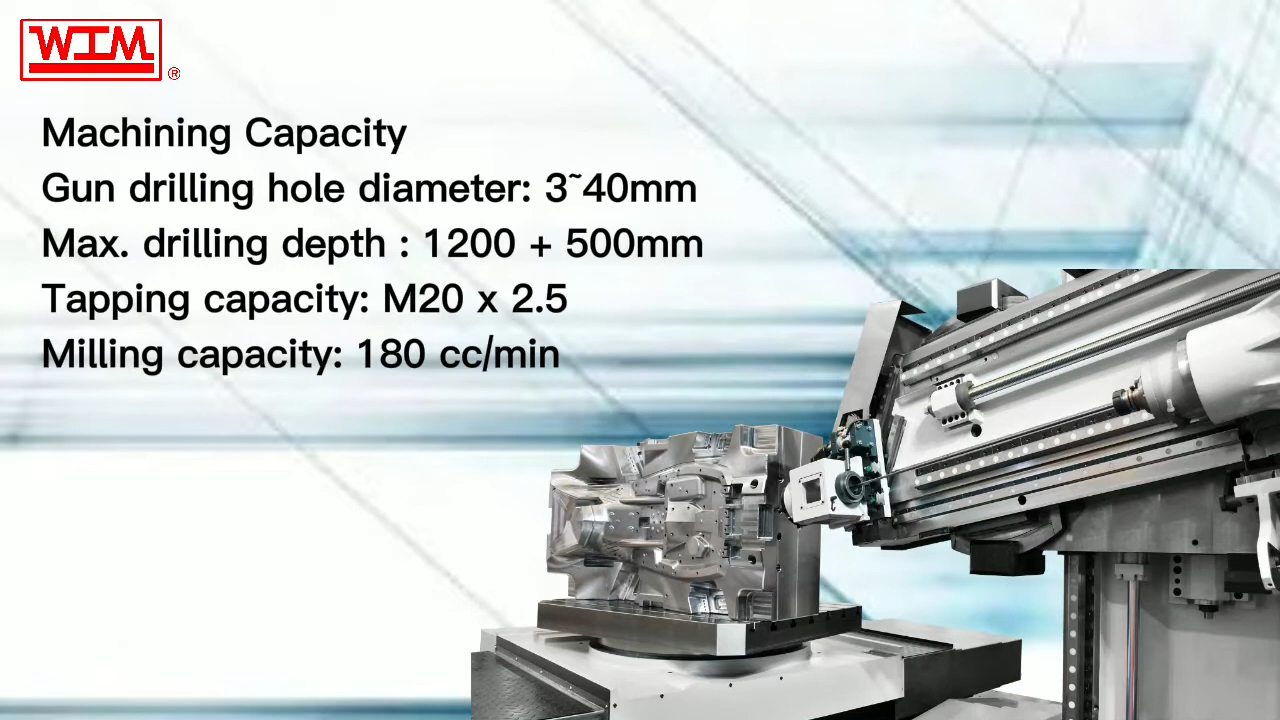 WIM
®
Machining Capacity
Gun drilling hole diameter: 3~40mm
Max. drilling depth : 1200 + 500mm
Tapping capacity: M20 x 2.5
Milling capacity: 180 cc/min